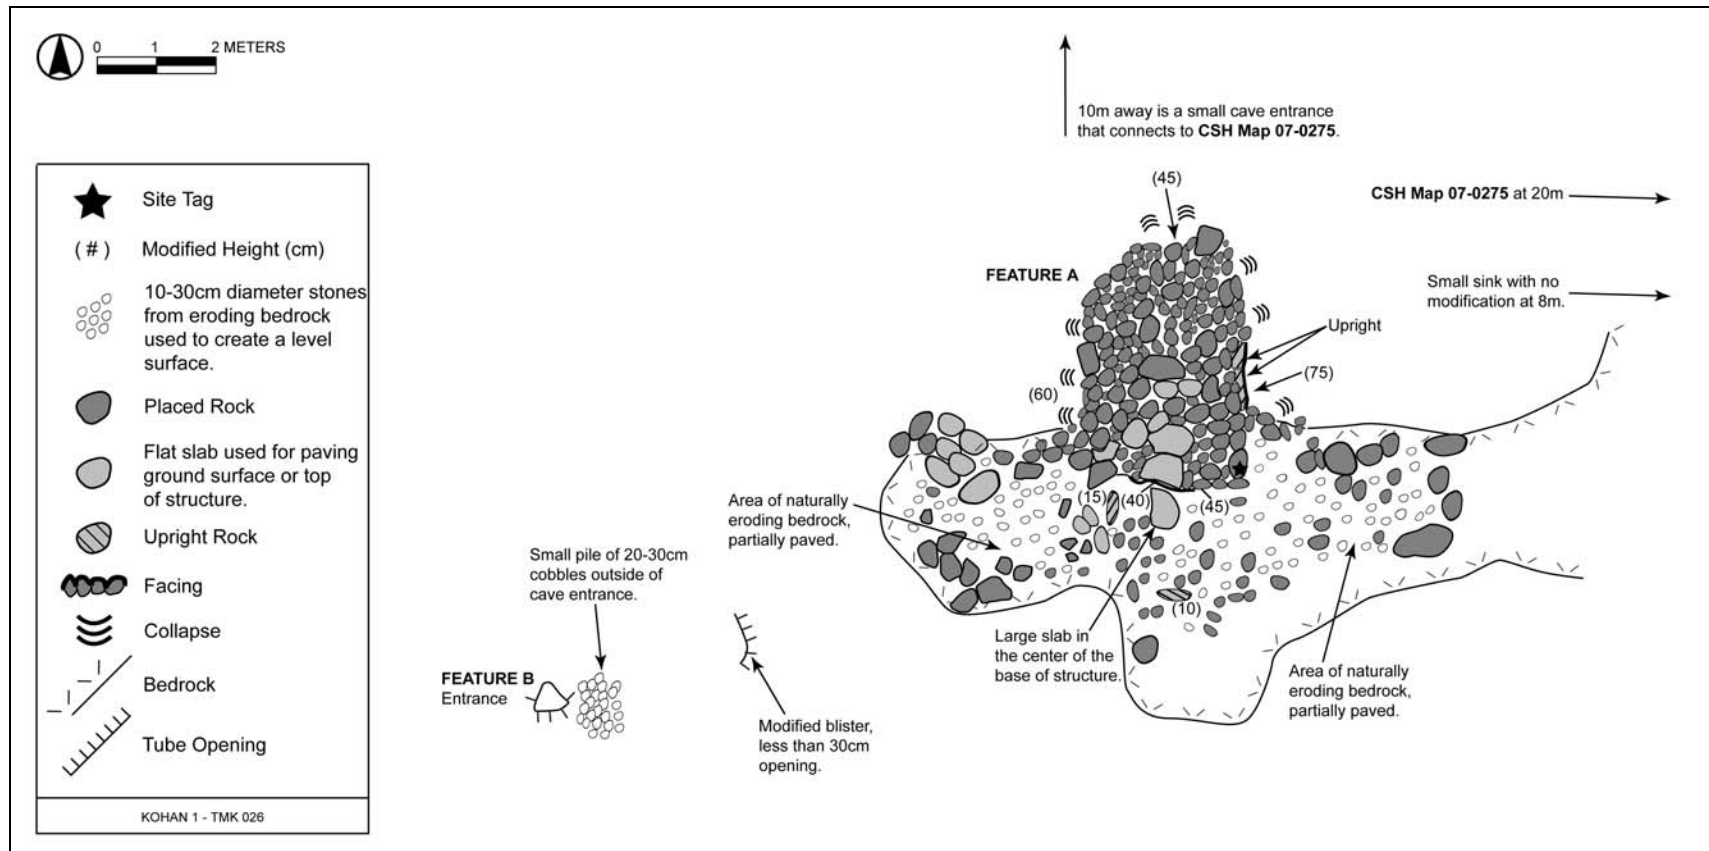 0 1 2 METERS
Site Tag
( # ) Modified Height (cm)
10-30cm diameter stones
from eroding bedrock
used to create a level
surface.
Placed Rock
Flat slab used for paving
ground surface or top
of structure.
Upright Rock
Facing
Collapse
Bedrock
Tube Opening
KOHAN 1 - TMK 026
10m away is a small cave entrance
that connects to CSH Map 07-0275.
(45)
CSH Map 07-0275 at 20m
FEATURE A
Small sink with no
modification at 8m.
Upright
(75)
(60)
Area of naturally
eroding bedrock,
partially paved.
(15)
(40)
(45)
Small pile of 20-30cm
cobbles outside of
cave entrance.
(10)
Large slab in
the center of the
base of structure.
Area of naturally
eroding bedrock,
partially paved.
FEATURE B
Entrance
Modified blister,
less than 30cm
opening.